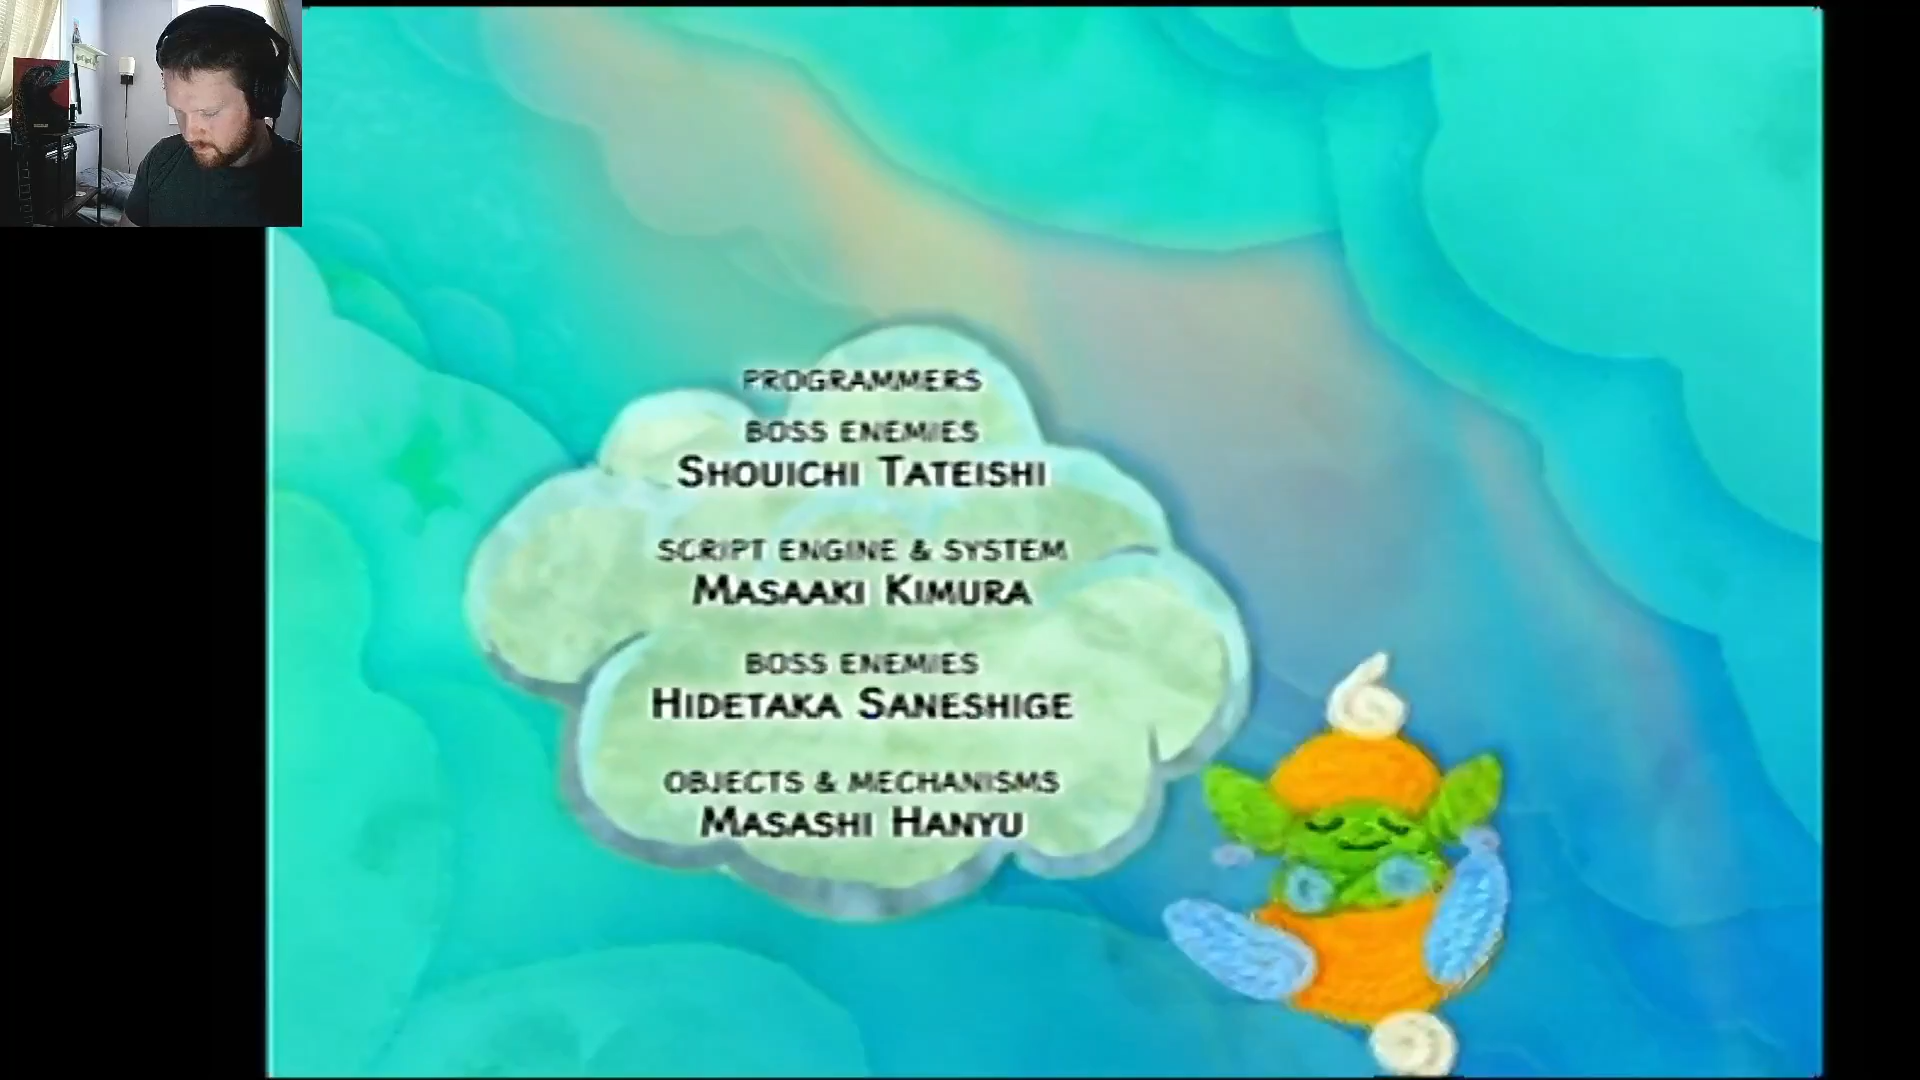 PROGRAMMERS
BOSS ENEMIES
SHOUICHI TATEISHI
SCRIPT ENGINE & SYSTEM
MASAAKI KIMURA
BOSS ENEMIES
HIDETAKA SANESHIGE
OBJECTS & MECHANISMS
MASASHI HANYU